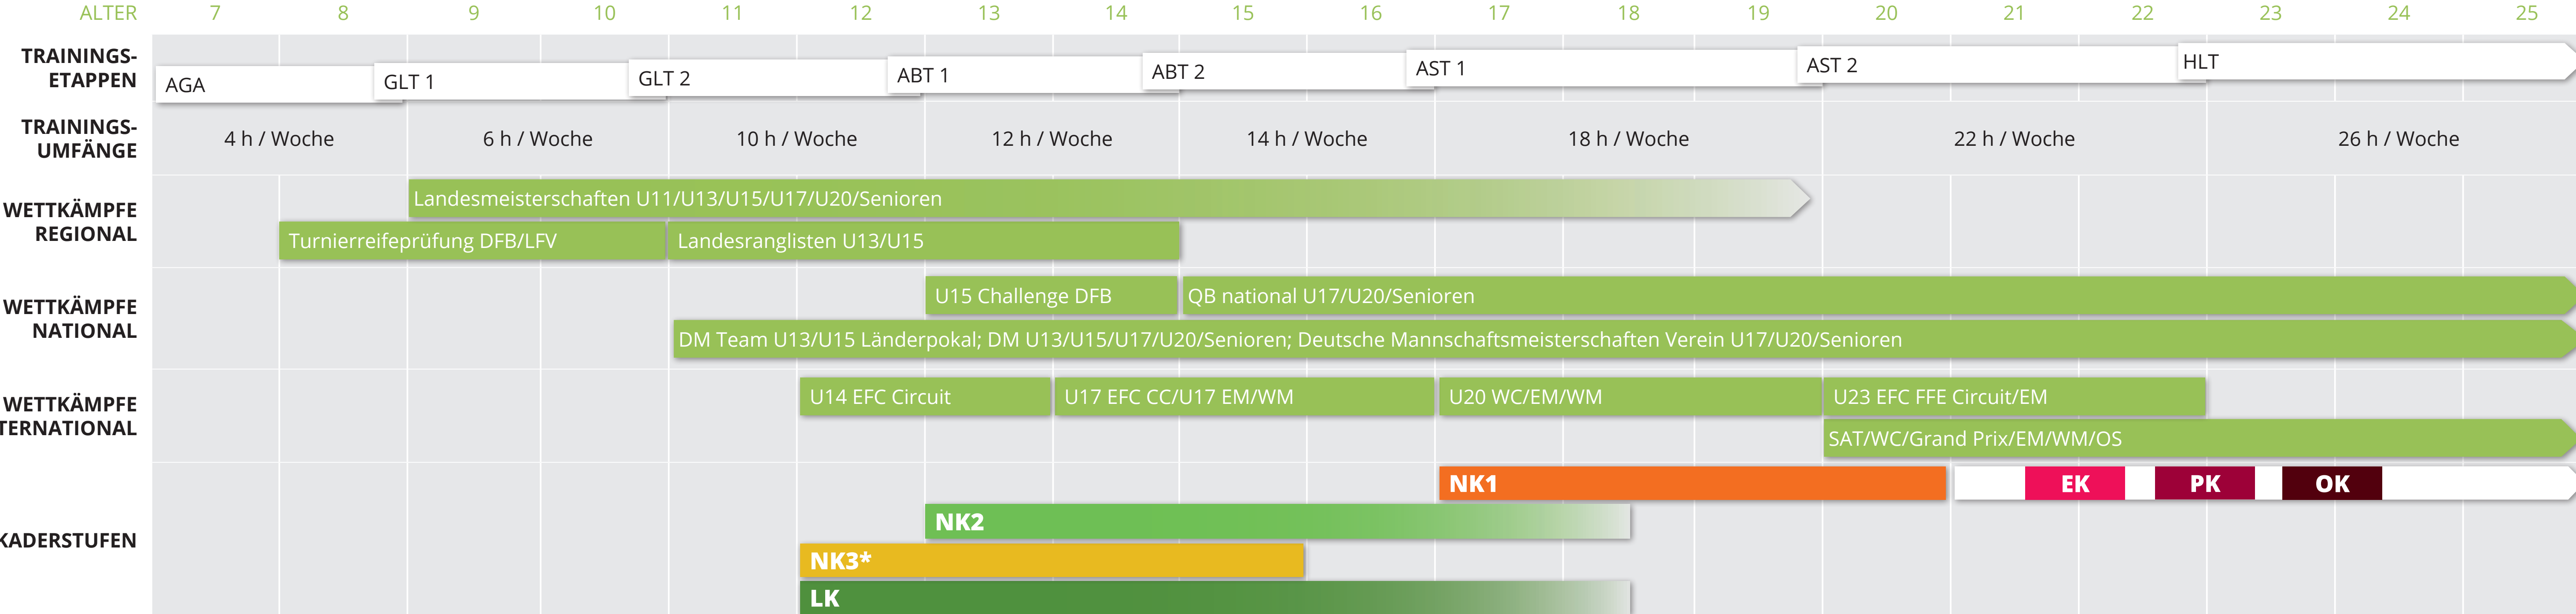 ALTER 7 8 9 10 11 12 13 14 15 16 17 18 19 20 21 22 23 24 25
TRAININGS-
ETAPPEN
AGA GLT 1 GLT 2 ABT 1 ABT 2 AST 1 AST 2 HLT
TRAININGS-
UMFÄNGE
4 h / Woche 6 h / Woche 10 h / Woche 12 h / Woche 14 h / Woche 18 h / Woche 22 h / Woche 26 h / Woche
WETTKÄMPFE
REGIONAL
Landesmeisterschaften U11/U13/U15/U17/U20/Senioren
Turnierreifeprüfung DFB/LFV Landesranglisten U13/U15
WETTKÄMPFE
NATIONAL
U15 Challenge DFB QB national U17/U20/Senioren
DM Team U13/U15 Länderpokal; DM U13/U15/U17/U20/Senioren; Deutsche Mannschaftsmeisterschaften Verein U17/U20/Senioren
WETTKÄMPFE
TERNATIONAL
U14 EFC Circuit U17 EFC CC/U17 EM/WM U20 WC/EM/WM U23 EFC FFE Circuit/EM
SAT/WC/Grand Prix/EM/WM/OS
KADERSTUFEN
NK1 EK PK OK
NK2
NK3*
LK